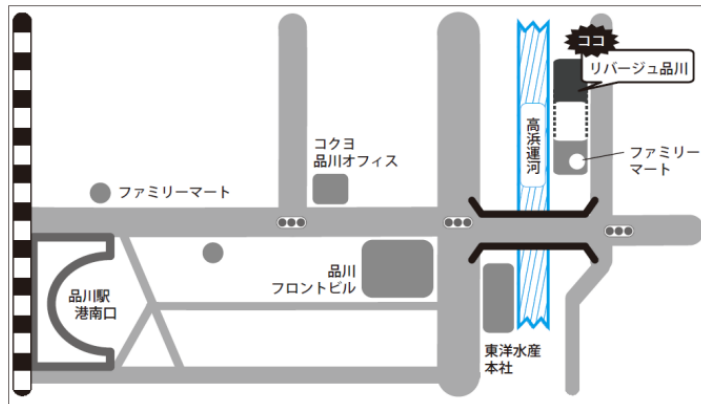 ココ
リバージュ品川
コクヨ
品川オフィス
高浜運河
ファミリー
マート
ファミリーマート
品川駅
港南口
品川
フロントビル
東洋水産
本社